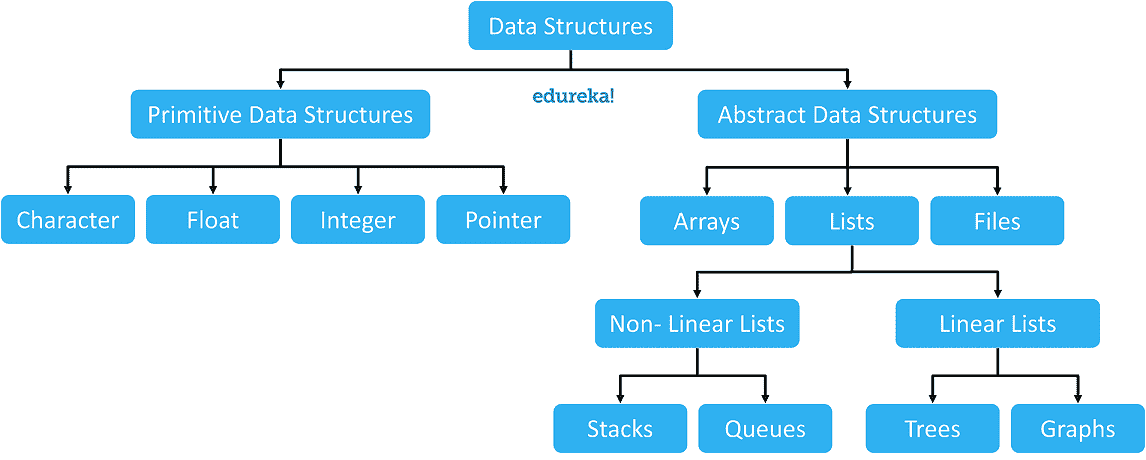 Data Structures
edureka!
Primitive Data Structures
Abstract Data Structures
Character
Float
Integer
Pointer
Arrays
Lists
Files
Non- Linear Lists
Linear Lists
Stacks
Queues
Trees
Graphs